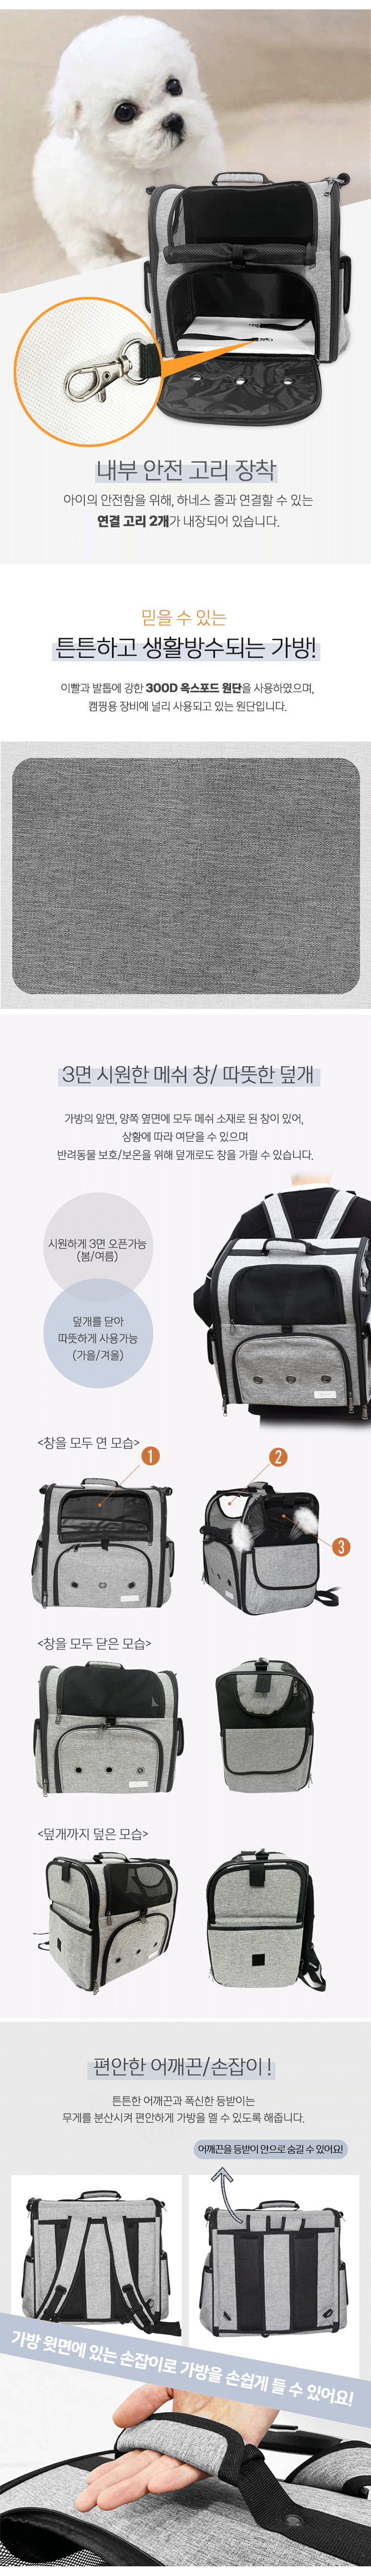 내부 안전 고리 장착
아이의 안전함을 위해, 하네스 줄과 연결할 수 있는
연결 고리 2개가 내장되어 있습니다.
믿을 수 있는
튼튼하고 생활방수되는 가방!
이빨과 발톱에 강한 300D 옥스포드 원단을 사용하였으며,
캠핑용 장비에 널리 사용되고 있는 원단입니다.
3면 시원한 메쉬 창/ 따뜻한 덮개
가방의 앞면, 양쪽 옆면에 모두 메쉬 소재로 된 창이 있어,
상황에 따라 여닫을 수 있으며
반려동물 보호/보온을 위해 덮개로도 창을 가릴 수 있습니다.
시원하게 3면 오픈가능
(봄/여름)
덮개를 닫아
따뜻하게 사용가능
(가을/겨울)
<창을 모두 연 모습>
1
2
3
<창을 모두 닫은 모습>
<덮개까지 덮은 모습>
편안한 어깨끈/손잡이!
튼튼한 어깨끈과 폭신한 등받이는
무게를 분산시켜 편안하게 가방을 멜 수 있도록 해줍니다.
어깨끈을 등받이 안으로 숨길 수 있어요!
가방 윗면에 있는 손잡이로 가방을 손쉽게 들 수 있어요!